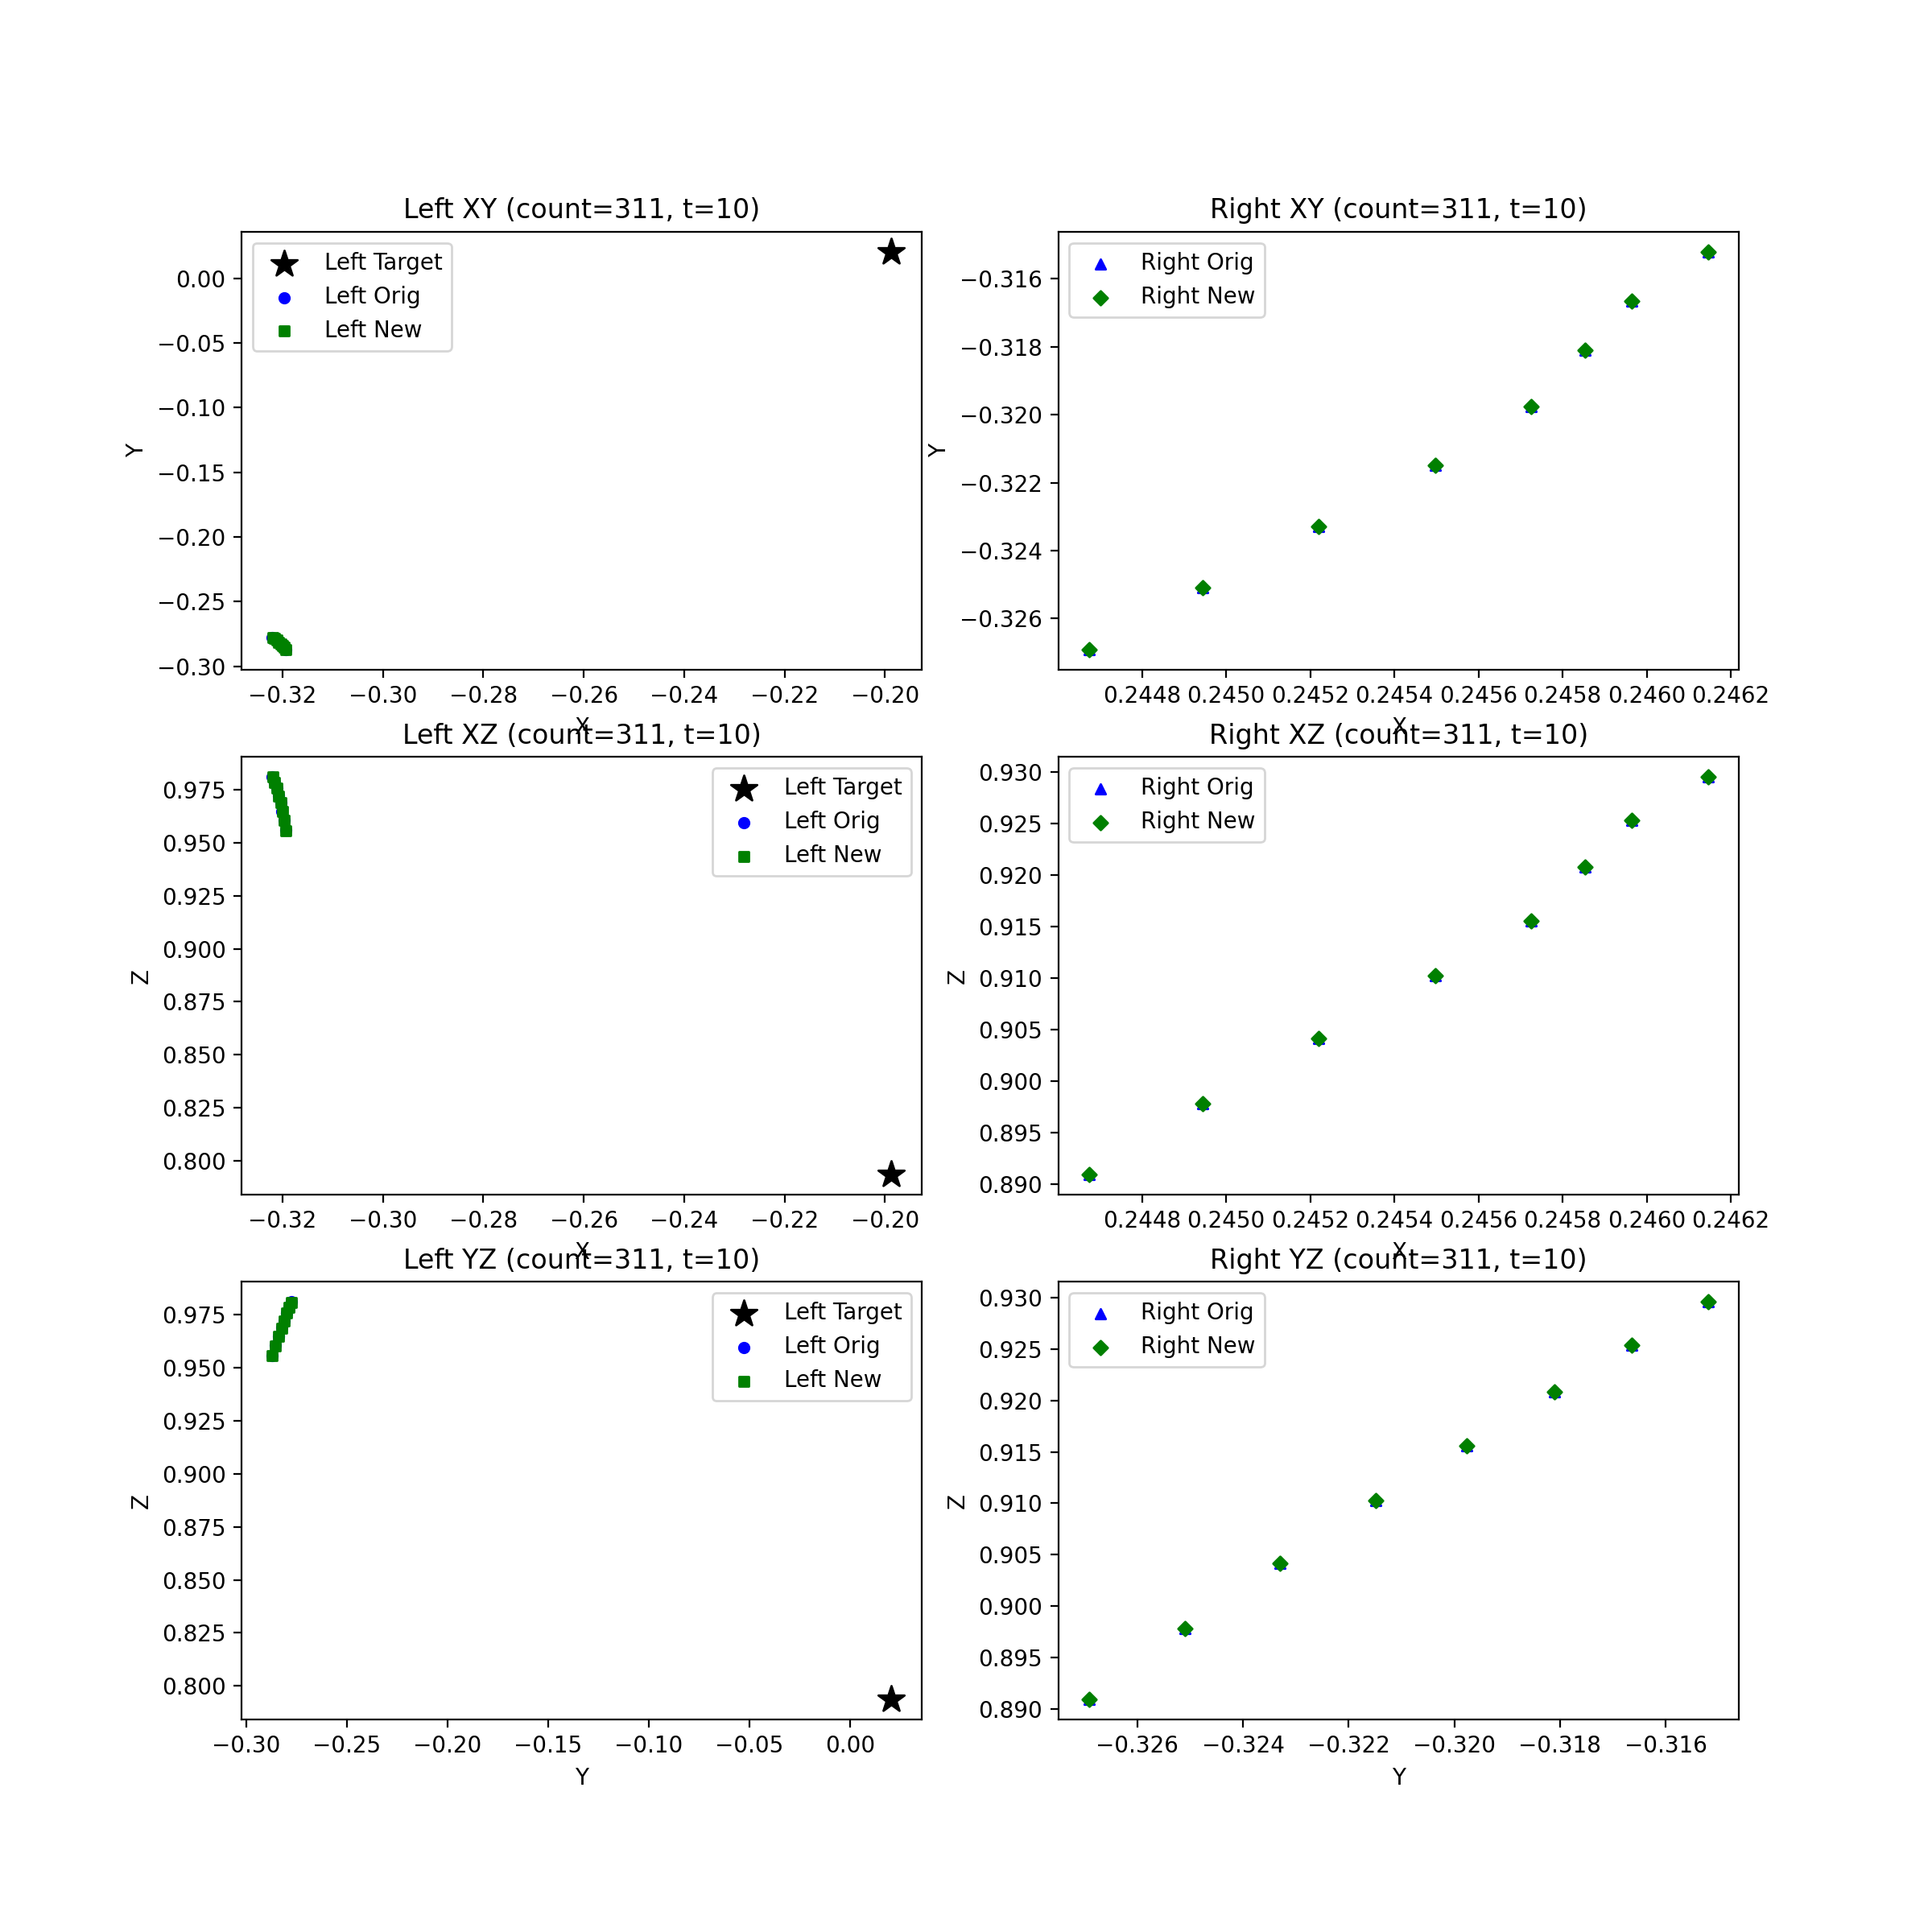 Left XY (count=311, t=10)
Left Target
Left Orig
Left New
0.00
−0.05
−0.10
−0.15
−0.20
−0.25
−0.30
Y
−0.32 −0.30 −0.28 −0.26 −0.24 −0.22 −0.20
X
Right XY (count=311, t=10)
Right Orig
Right New
−0.316
−0.318
−0.320
−0.322
−0.324
−0.326
Y
0.2448 0.2450 0.2452 0.2454 0.2456 0.2458 0.2460 0.2462
X
Left XZ (count=311, t=10)
Left Target
Left Orig
Left New
0.975
0.950
0.925
0.900
0.875
0.850
0.825
0.800
Z
−0.32 −0.30 −0.28 −0.26 −0.24 −0.22 −0.20
X
Right XZ (count=311, t=10)
Right Orig
Right New
0.930
0.925
0.920
0.915
0.910
0.905
0.900
0.895
0.890
Z
0.2448 0.2450 0.2452 0.2454 0.2456 0.2458 0.2460 0.2462
X
Left YZ (count=311, t=10)
Left Target
Left Orig
Left New
0.975
0.950
0.925
0.900
0.875
0.850
0.825
0.800
Z
−0.30 −0.25 −0.20 −0.15 −0.10 −0.05 0.00
Y
Right YZ (count=311, t=10)
Right Orig
Right New
0.930
0.925
0.920
0.915
0.910
0.905
0.900
0.895
0.890
Z
−0.326 −0.324 −0.322 −0.320 −0.318 −0.316
Y